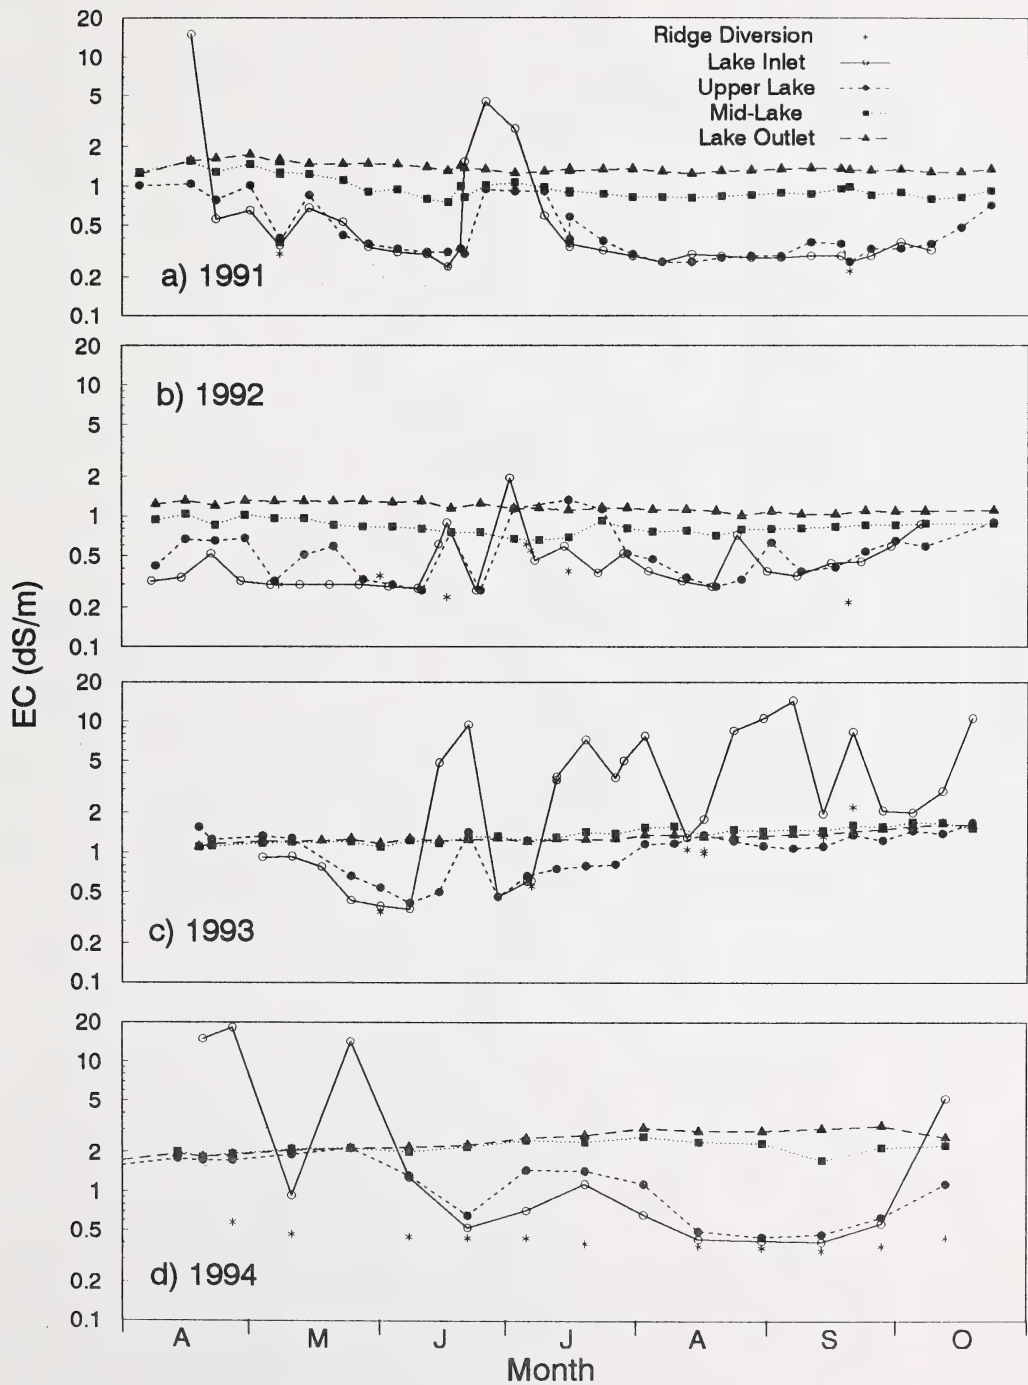 20
10
5
2
1
0.5
0.2
0.1
Ridge Diversion
Lake Inlet
Upper Lake
Mid-Lake
Lake Outlet
a) 1991
20
10
5
2
1
0.5
0.2
0.1
b) 1992
EC (dS/m)
20
10
5
2
1
0.5
0.2
0.1
c) 1993
20
10
5
2
1
0.5
0.2
0.1
d) 1994
A M J J A S O
Month